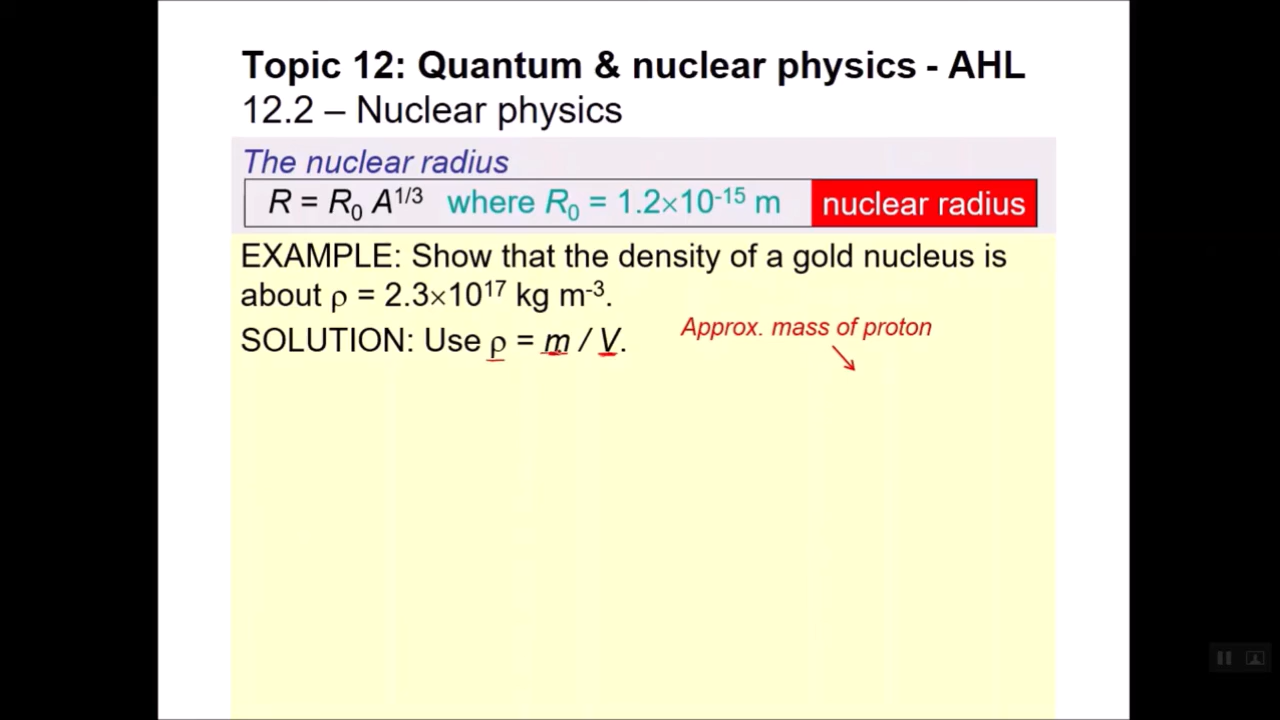 Topic 12: Quantum & nuclear physics - AHL
12.2 – Nuclear physics
The nuclear radius
R = R₀ A¹/³ where R₀ = 1.2×10⁻¹⁵ m nuclear radius
EXAMPLE: Show that the density of a gold nucleus is
about ρ = 2.3×10¹⁷ kg m⁻³.
SOLUTION: Use ρ = m / V.
Approx. mass of proton